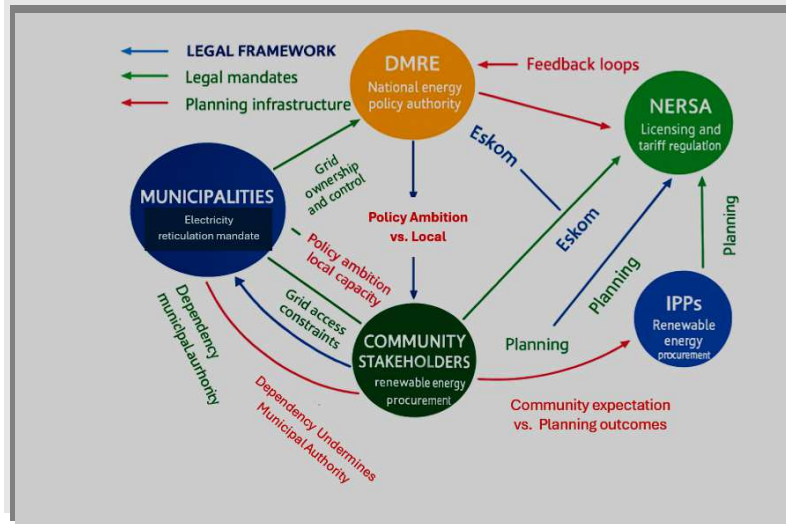 LEGAL FRAMEWORK
Legal mandates
Planning infrastructure
DMRE
National energy
policy authority
Feedback loops
NERSA
Licensing and
tariff regulation
MUNICIPALITIES
Electricity
reticulation mandate
Grid
ownership
and control
Eskom
Eskom
Policy Ambition
vs. Local
Policy ambition
local capacity
Grid access
constraints
Planning
Planning
Planning
IPPs
Renewable
energy
procurement
COMMUNITY
STAKEHOLDERS
renewable energy
procurement
Dependency
municipal.aurhority
Dependency Undermines
Municipal Authority
Community expectation
vs. Planning outcomes